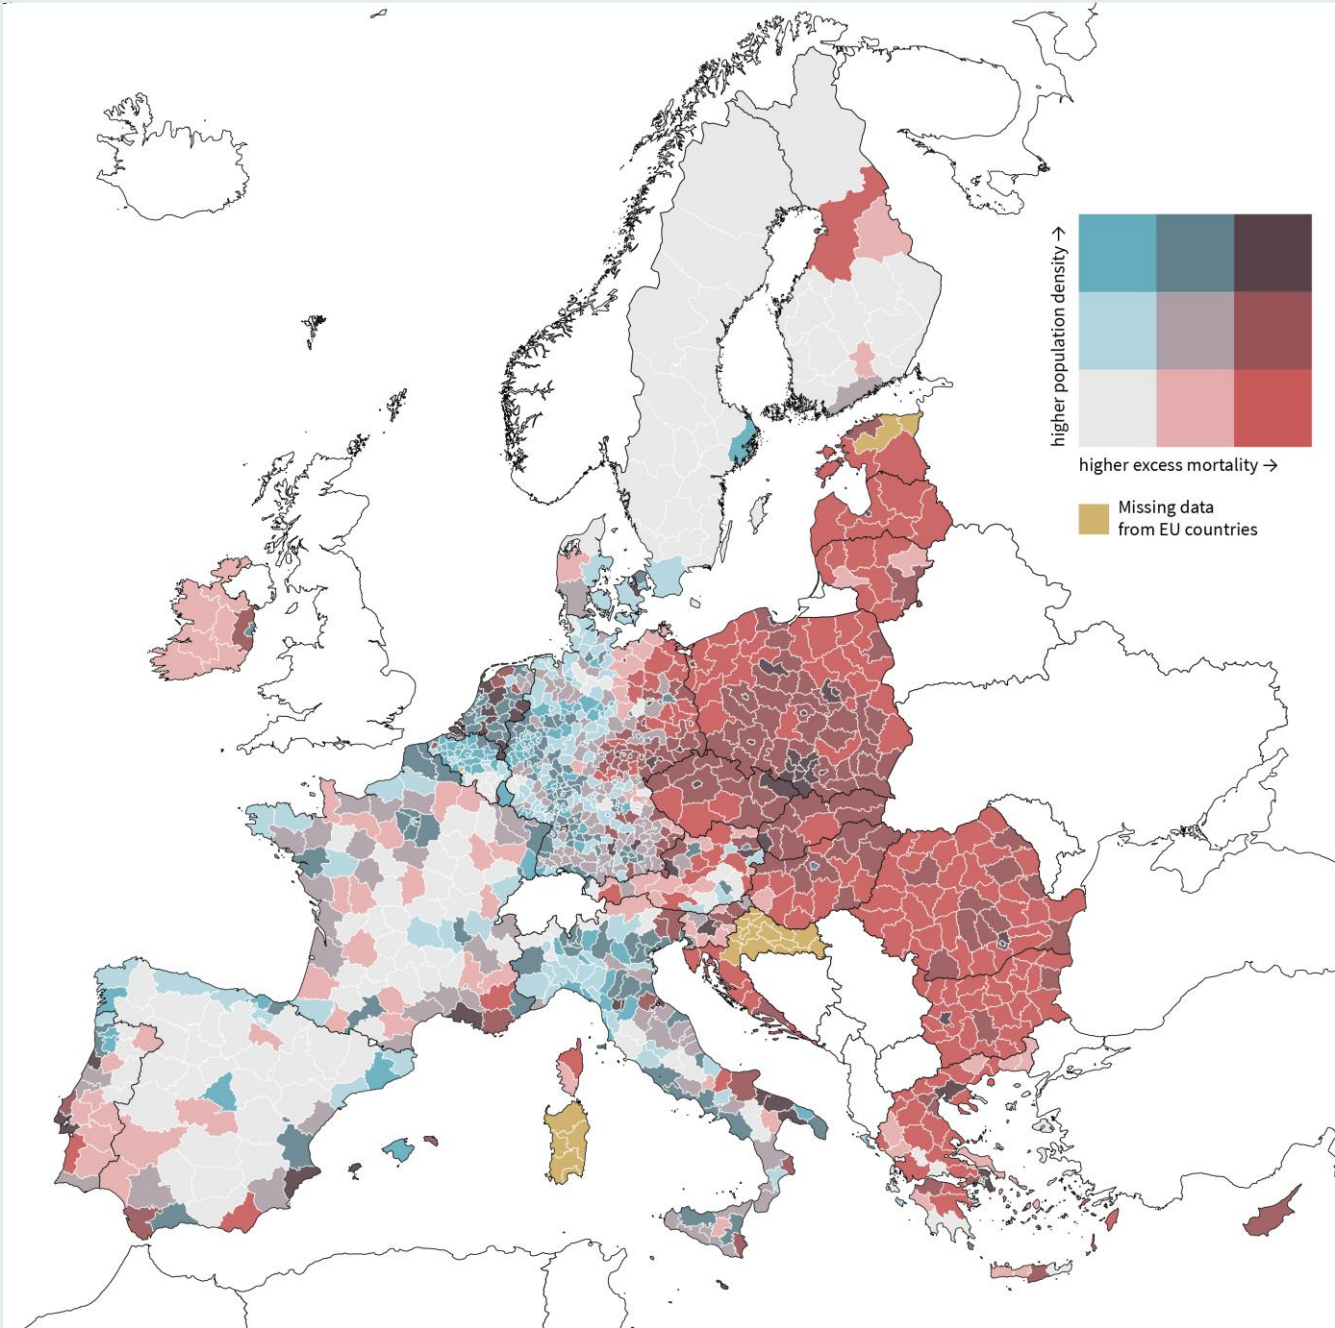 higher population density →
higher excess mortality →
Missing data
from EU countries